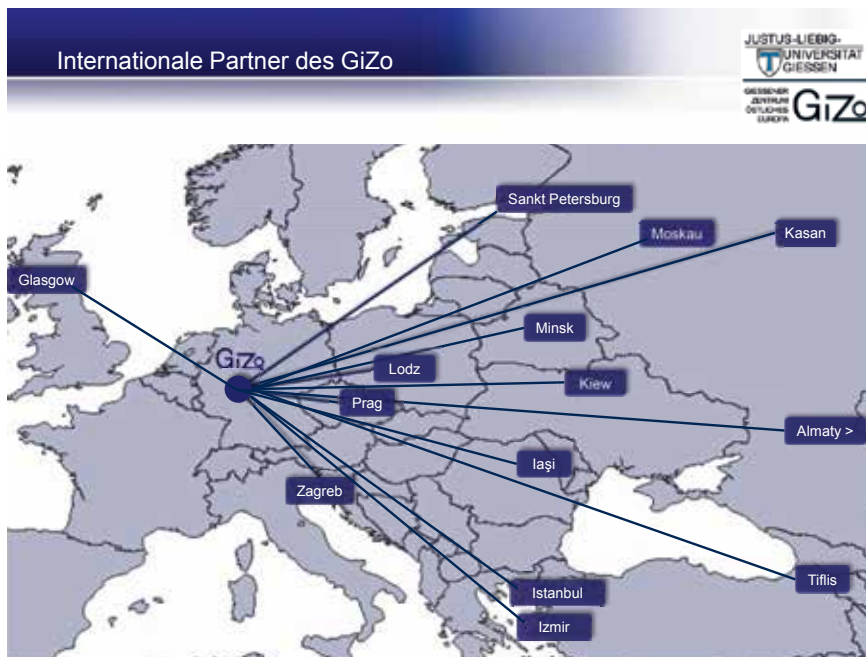 Internationale Partner des GiZo
JUSTUS-LIEBIG-
UNIVERSITÄT
GIESSEN
GIESSENER
ZENTRUM
ÖSTLICHES
EUROPA
GiZo
Sankt Petersburg
Moskau
Kasan
Glasgow
Minsk
GiZo
Lodz
Kiew
Prag
Almaty >
Iaşi
Zagreb
Tiflis
Istanbul
Izmir